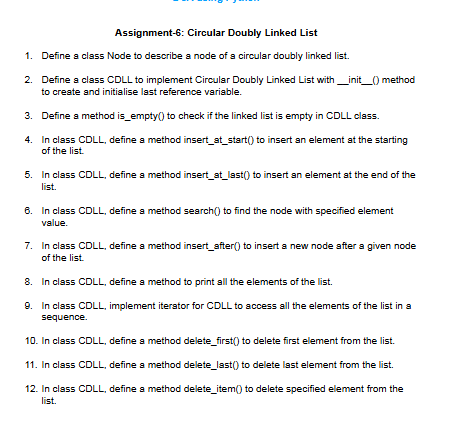 Assignment-6: Circular Doubly Linked List
1. Define a class Node to describe a node of a circular doubly linked list.
2. Define a class CDLL to implement Circular Doubly Linked List with __init__() method
to create and initialise last reference variable.
3. Define a method is_empty() to check if the linked list is empty in CDLL class.
4. In class CDLL, define a method insert_at_start() to insert an element at the starting
of the list.
5. In class CDLL, define a method insert_at_last() to insert an element at the end of the
list.
6. In class CDLL, define a method search() to find the node with specified element
value.
7. In class CDLL, define a method insert_after() to insert a new node after a given node
of the list.
8. In class CDLL, define a method to print all the elements of the list.
9. In class CDLL, implement iterator for CDLL to access all the elements of the list in a
sequence.
10. In class CDLL, define a method delete_first() to delete first element from the list.
11. In class CDLL, define a method delete_last() to delete last element from the list.
12. In class CDLL, define a method delete_item() to delete specified element from the
list.